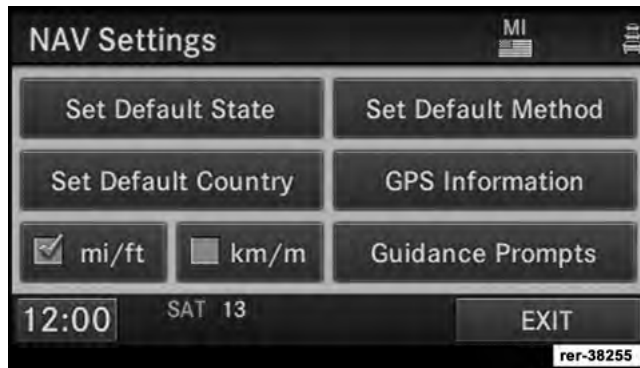 NAV Settings MI
Set Default State Set Default Method
Set Default Country GPS Information
mi/ft km/m Guidance Prompts
12:00 SAT 13 EXIT
rer-38255